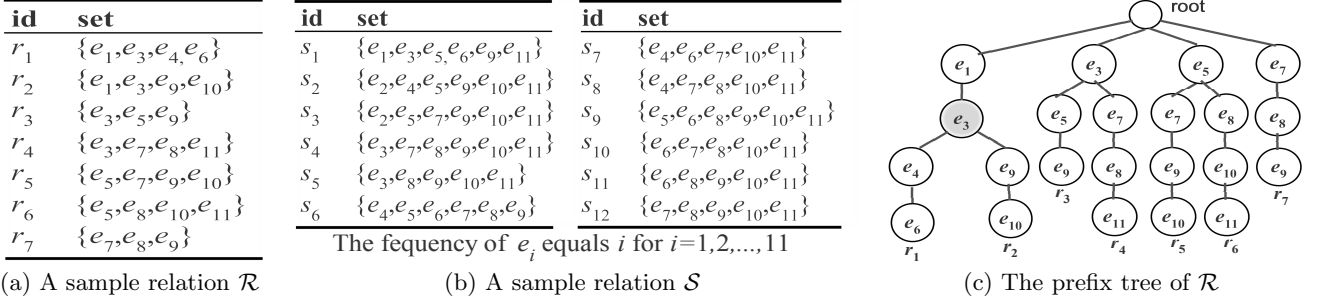 id set
r1 {e1,e3,e4,e6}
r2 {e1,e3,e9,e10}
r3 {e3,e5,e9}
r4 {e3,e7,e8,e11}
r5 {e5,e7,e9,e10}
r6 {e5,e8,e10,e11}
r7 {e7,e8,e9}
(a) A sample relation R
id set id set
s1 {e1,e3,e5,e6,e9,e11} s7 {e4,e6,e7,e10,e11}
s2 {e2,e4,e5,e9,e10,e11} s8 {e4,e7,e8,e10,e11}
s3 {e2,e5,e7,e9,e10,e11} s9 {e5,e6,e8,e9,e10,e11}
s4 {e3,e7,e8,e10,e11} s10 {e6,e7,e8,e10,e11}
s5 {e3,e8,e9,e10,e11} s11 {e6,e8,e9,e10,e11}
s6 {e4,e5,e6,e7,e8,e9} s12 {e7,e8,e9,e10,e11}
The fequency of ei equals i for i=1,2,...,11
(b) A sample relation S
root
e1 e3 e5 e7
e3 e5 e7 e7 e8 e8
e4 e9 e9 e8 e9 e10 e9
r3 r7
e6 e10 e11 e10 e11
r1 r2 r4 r5 r6
(c) The prefix tree of R